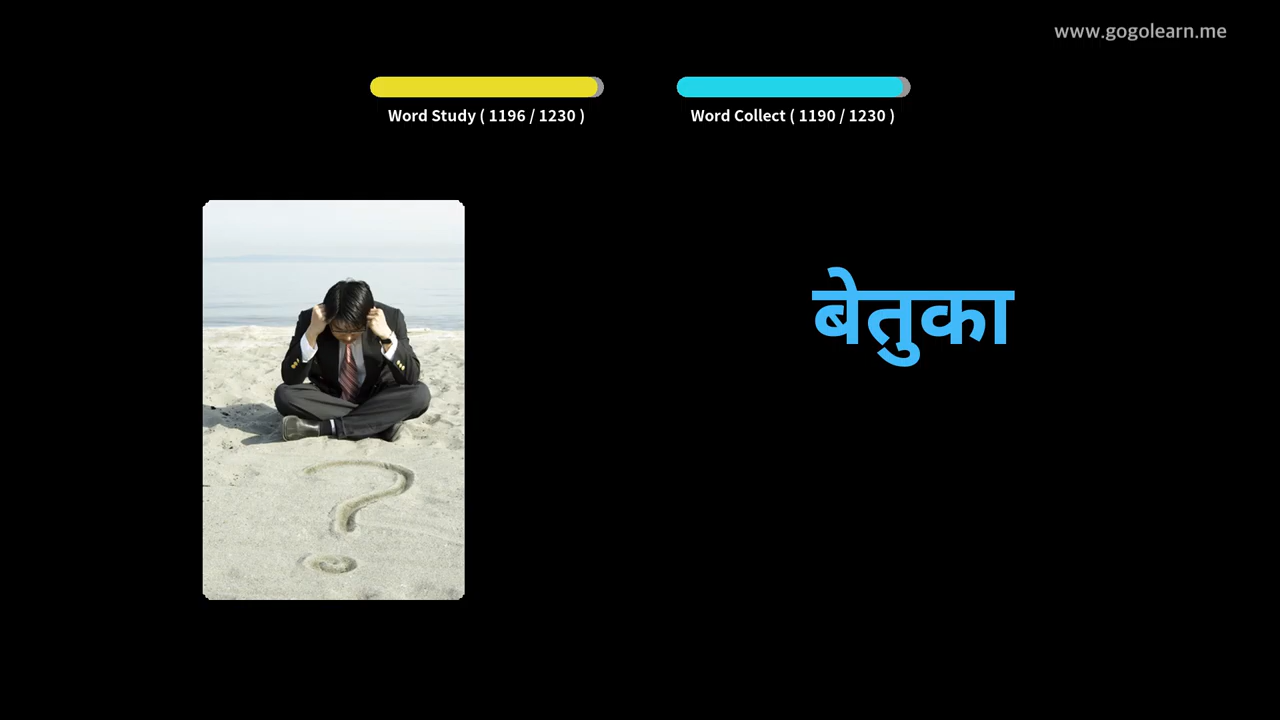 www.gogolearn.me
Word Study ( 1196 / 1230 )
Word Collect ( 1190 / 1230 )
बेतुका
?